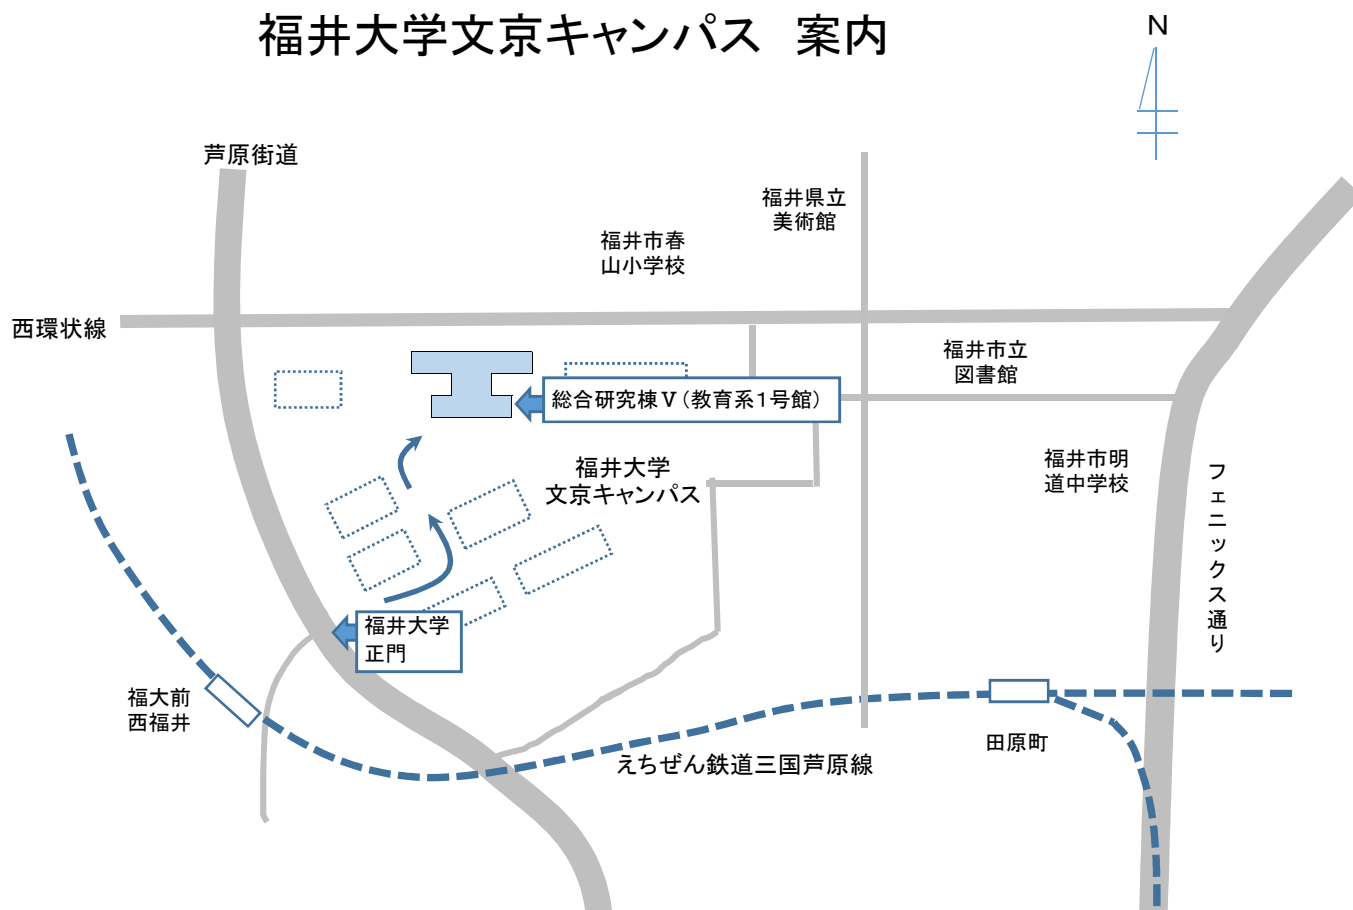 福井大学文京キャンパス 案内
N
芦原街道
福井県立
美術館
福井市春
山小学校
西環状線
福井市立
図書館
総合研究棟Ⅴ(教育系1号館)
福井大学
文京キャンパス
福井市明
道中学校
フェニックス通り
福井大学
正門
福大前
西福井
田原町
えちぜん鉄道三国芦原線